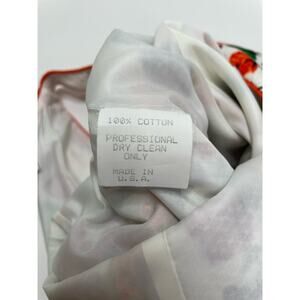 100% COTTON
PROFESSIONAL
DRY CLEAN
ONLY
MADE IN
U.S.A.